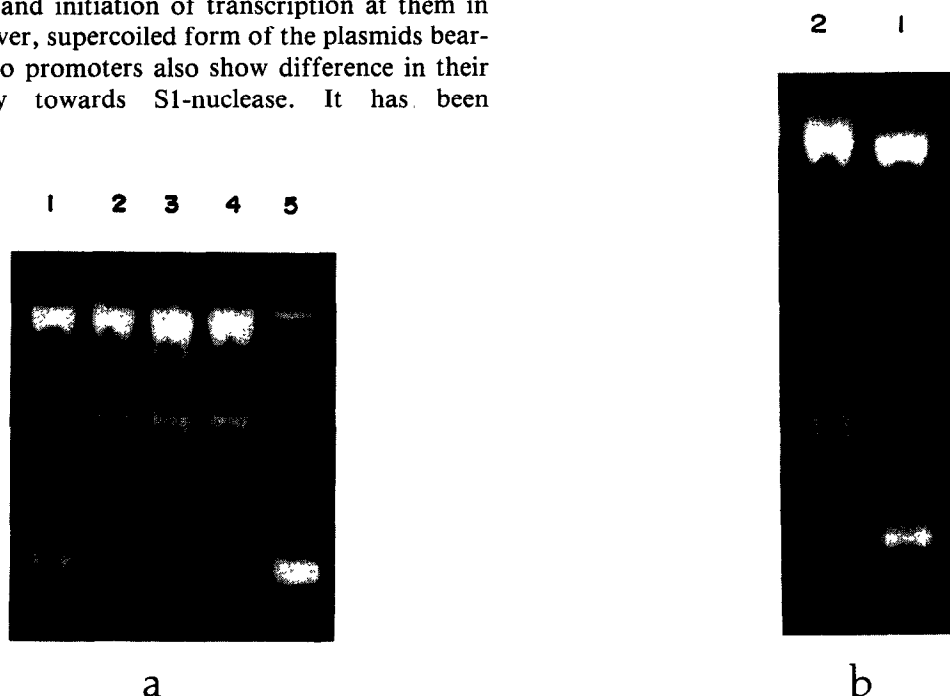 and initiation of transcription at them in
ver, supercoiled form of the plasmids bear-
o promoters also show difference in their
y towards S1-nuclease. It has been
1 2 3 4 5
a
2 1
b